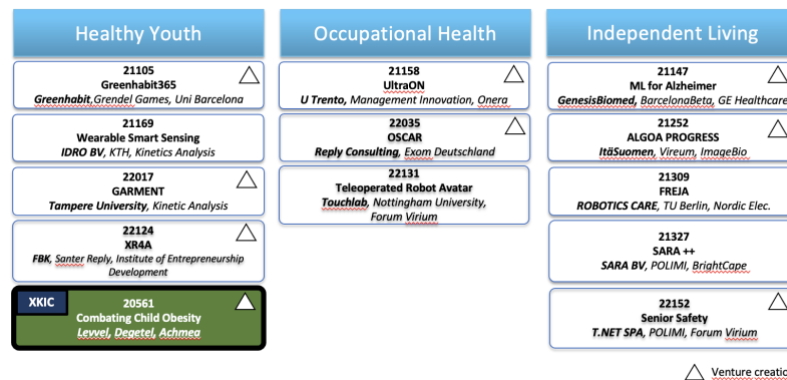 Healthy Youth
21105
Greenhabit365
Greenhabit,Grendel Games, Uni Barcelona
21169
Wearable Smart Sensing
IDRO BV, KTH, Kinetics Analysis
22017
GARMENT
Tampere University, Kinetic Analysis
22124
XR4A
FBK, Santer Reply, Institute of Entrepreneurship
Development
XKIC
20561
Combating Child Obesity
Levvel, Degetel, Achmea
Occupational Health
21158
UltraON
U Trento, Management Innovation, Onera
22035
OSCAR
Reply Consulting, Exom Deutschland
22131
Teleoperated Robot Avatar
Touchlab, Nottingham University,
Forum Virium
Independent Living
21147
ML for Alzheimer
GenesisBiomed, BarcelonaBeta, GE Healthcare
21252
ALGOA PROGRESS
ItäSuomen, Vireum, ImageBio
21309
FREJA
ROBOTICS CARE, TU Berlin, Nordic Elec.
21327
SARA ++
SARA BV, POLIMI, BrightCape
22152
Senior Safety
T.NET SPA, POLIMI, Forum Virium
Venture creatio